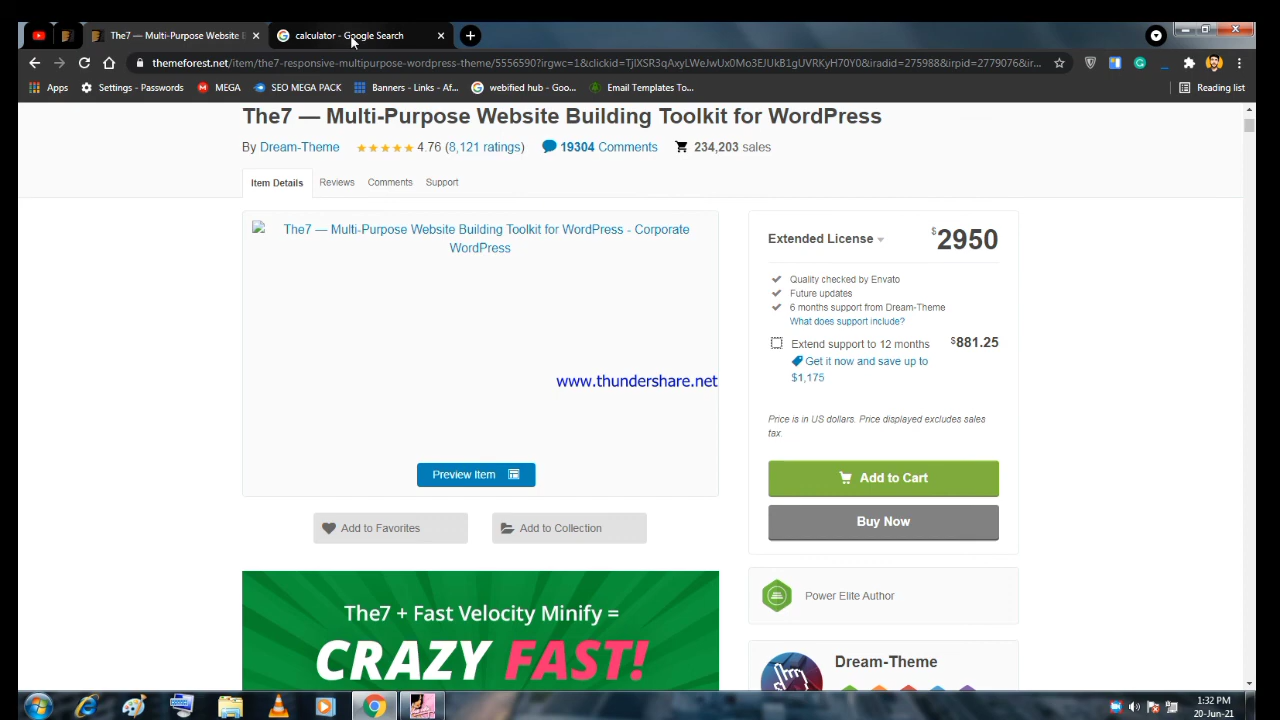 The7 — Multi-Purpose Website B
calculator - Google Search
themeforest.net/item/the7-responsive-multipurpose-wordpress-theme/5556590?irgwc=1&clickid=TjIXSR3qAxyLWeJwUx0Mo3EJUkB1gUVRKyH70Y0&iradid=275988&irpid=2779076&ir...
Apps
Settings - Passwords
MEGA
SEO MEGA PACK
Banners - Links - Af...
webified hub - Goo...
Email Templates To...
Reading list
The7 — Multi-Purpose Website Building Toolkit for WordPress
By Dream-Theme 4.76 (8,121 ratings) 19304 Comments 234,203 sales
Item Details Reviews Comments Support
The7 — Multi-Purpose Website Building Toolkit for WordPress - Corporate
WordPress
www.thundershare.net
Preview Item
Add to Favorites
Add to Collection
The7 + Fast Velocity Minify =
CRAZY FAST!
Extended License $2950
Quality checked by Envato
Future updates
6 months support from Dream-Theme
What does support include?
Extend support to 12 months $881.25
Get it now and save up to
$1,175
Price is in US dollars. Price displayed excludes sales
tax.
Add to Cart
Buy Now
Power Elite Author
Dream-Theme
1:32 PM
20-Jun-21